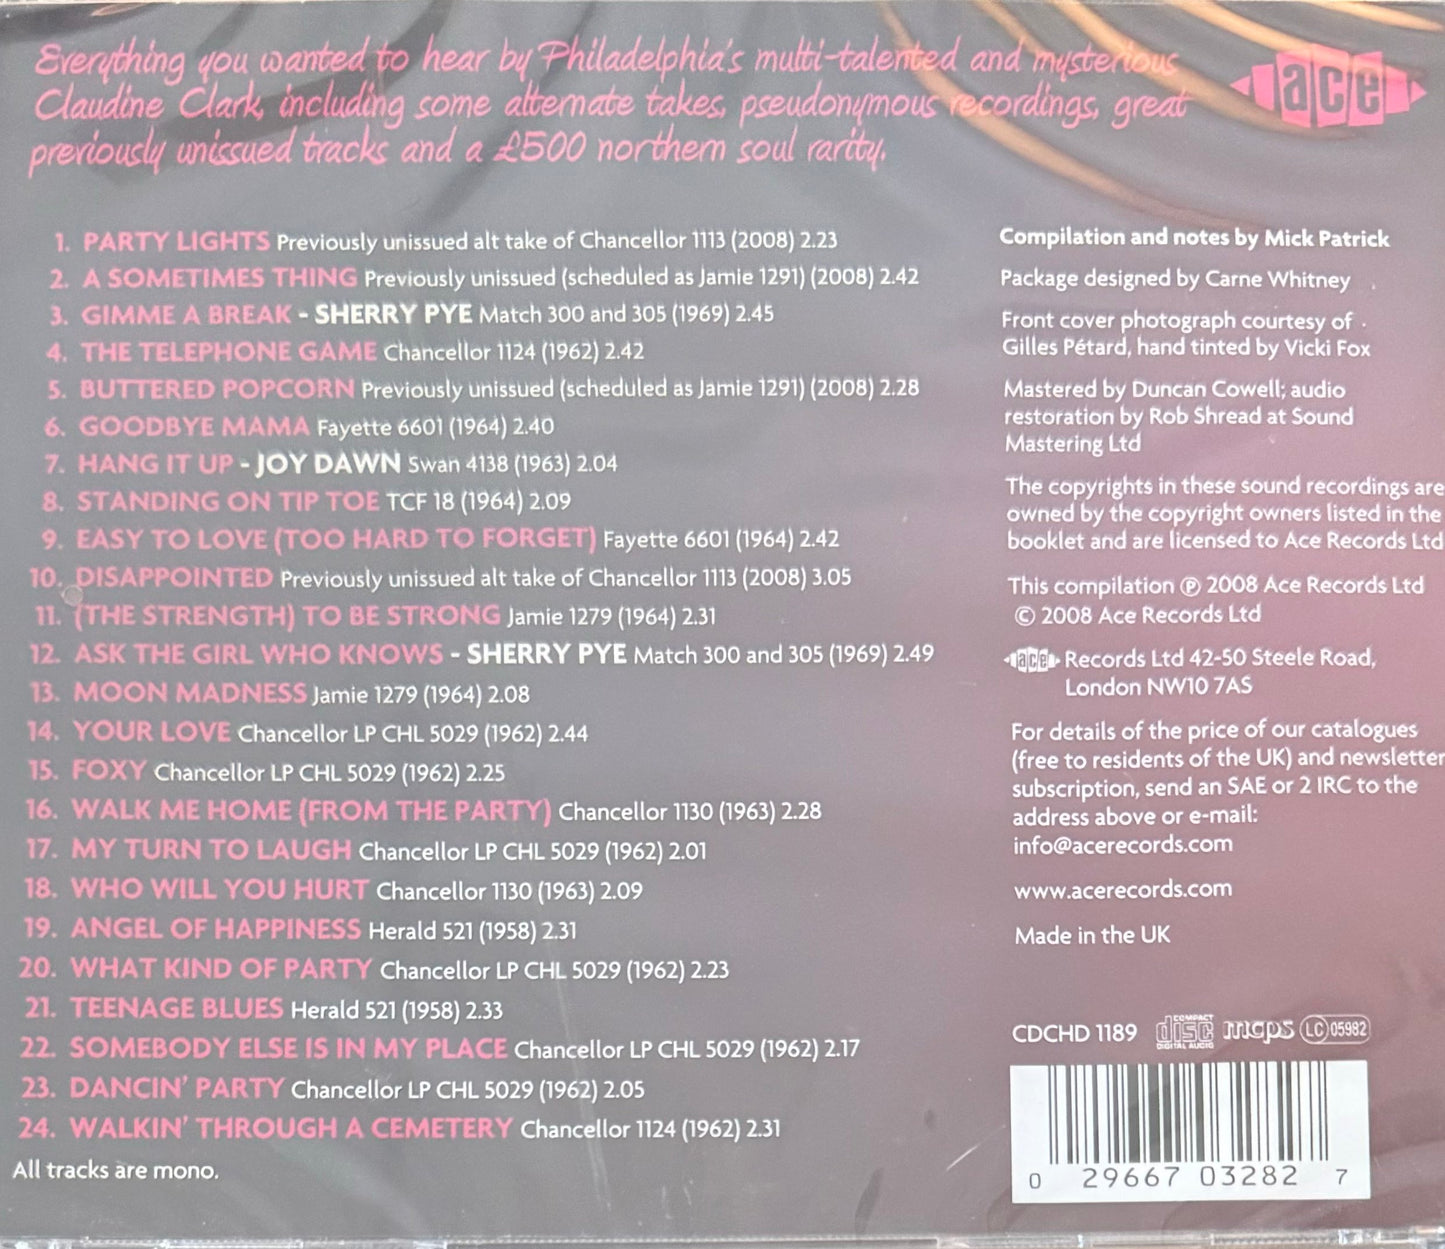 Everything you wanted to hear by Philadelphia's multi-talented and mysterious
Claudine Clark, including some alternate takes, pseudonymous recordings, great
previously unissued tracks and a £500 northern soul rarity.
ace
1. PARTY LIGHTS Previously unissued alt take of Chancellor 1113 (2008) 2.23
2. A SOMETIMES THING Previously unissued (scheduled as Jamie 1291) (2008) 2.42
3. GIMME A BREAK - SHERRY PYE Match 300 and 305 (1969) 2.45
4. THE TELEPHONE GAME Chancellor 1124 (1962) 2.42
5. BUTTERED POPCORN Previously unissued (scheduled as Jamie 1291) (2008) 2.28
6. GOODBYE MAMA Fayette 6601 (1964) 2.40
7. HANG IT UP - JOY DAWN Swan 4138 (1963) 2.04
8. STANDING ON TIP TOE TCF 18 (1964) 2.09
9. EASY TO LOVE (TOO HARD TO FORGET) Fayette 6601 (1964) 2.42
10. DISAPPOINTED Previously unissued alt take of Chancellor 1113 (2008) 3.05
11. (THE STRENGTH) TO BE STRONG Jamie 1279 (1964) 2.31
12. ASK THE GIRL WHO KNOWS - SHERRY PYE Match 300 and 305 (1969) 2.49
13. MOON MADNESS Jamie 1279 (1964) 2.08
14. YOUR LOVE Chancellor LP CHL 5029 (1962) 2.44
15. FOXY Chancellor LP CHL 5029 (1962) 2.25
16. WALK ME HOME (FROM THE PARTY) Chancellor 1130 (1963) 2.28
17. MY TURN TO LAUGH Chancellor LP CHL 5029 (1962) 2.01
18. WHO WILL YOU HURT Chancellor 1130 (1963) 2.09
19. ANGEL OF HAPPINESS Herald 521 (1958) 2.31
20. WHAT KIND OF PARTY Chancellor LP CHL 5029 (1962) 2.23
21. TEENAGE BLUES Herald 521 (1958) 2.33
22. SOMEBODY ELSE IS IN MY PLACE Chancellor LP CHL 5029 (1962) 2.17
23. DANCIN' PARTY Chancellor LP CHL 5029 (1962) 2.05
24. WALKIN' THROUGH A CEMETERY Chancellor 1124 (1962) 2.31
All tracks are mono.
Compilation and notes by Mick Patrick
Package designed by Carne Whitney
Front cover photograph courtesy of
Gilles Pétard, hand tinted by Vicki Fox
Mastered by Duncan Cowell; audio
restoration by Rob Shread at Sound
Mastering Ltd
The copyrights in these sound recordings are
owned by the copyright owners listed in the
booklet and are licensed to Ace Records Ltd
This compilation ℗ 2008 Ace Records Ltd
© 2008 Ace Records Ltd
ace Records Ltd 42-50 Steele Road,
London NW10 7AS
For details of the price of our catalogues
(free to residents of the UK) and newsletter
subscription, send an SAE or 2 IRC to the
address above or e-mail:
info@acerecords.com
www.acerecords.com
Made in the UK
CDCHD 1189 COMPACT disc DIGITAL AUDIO mcps LC 05982
0 29667 03282 7